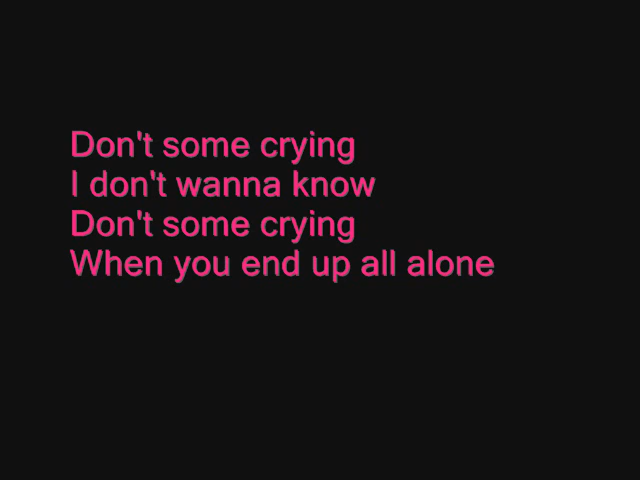 Don't some crying
I don't wanna know
Don't some crying
When you end up all alone